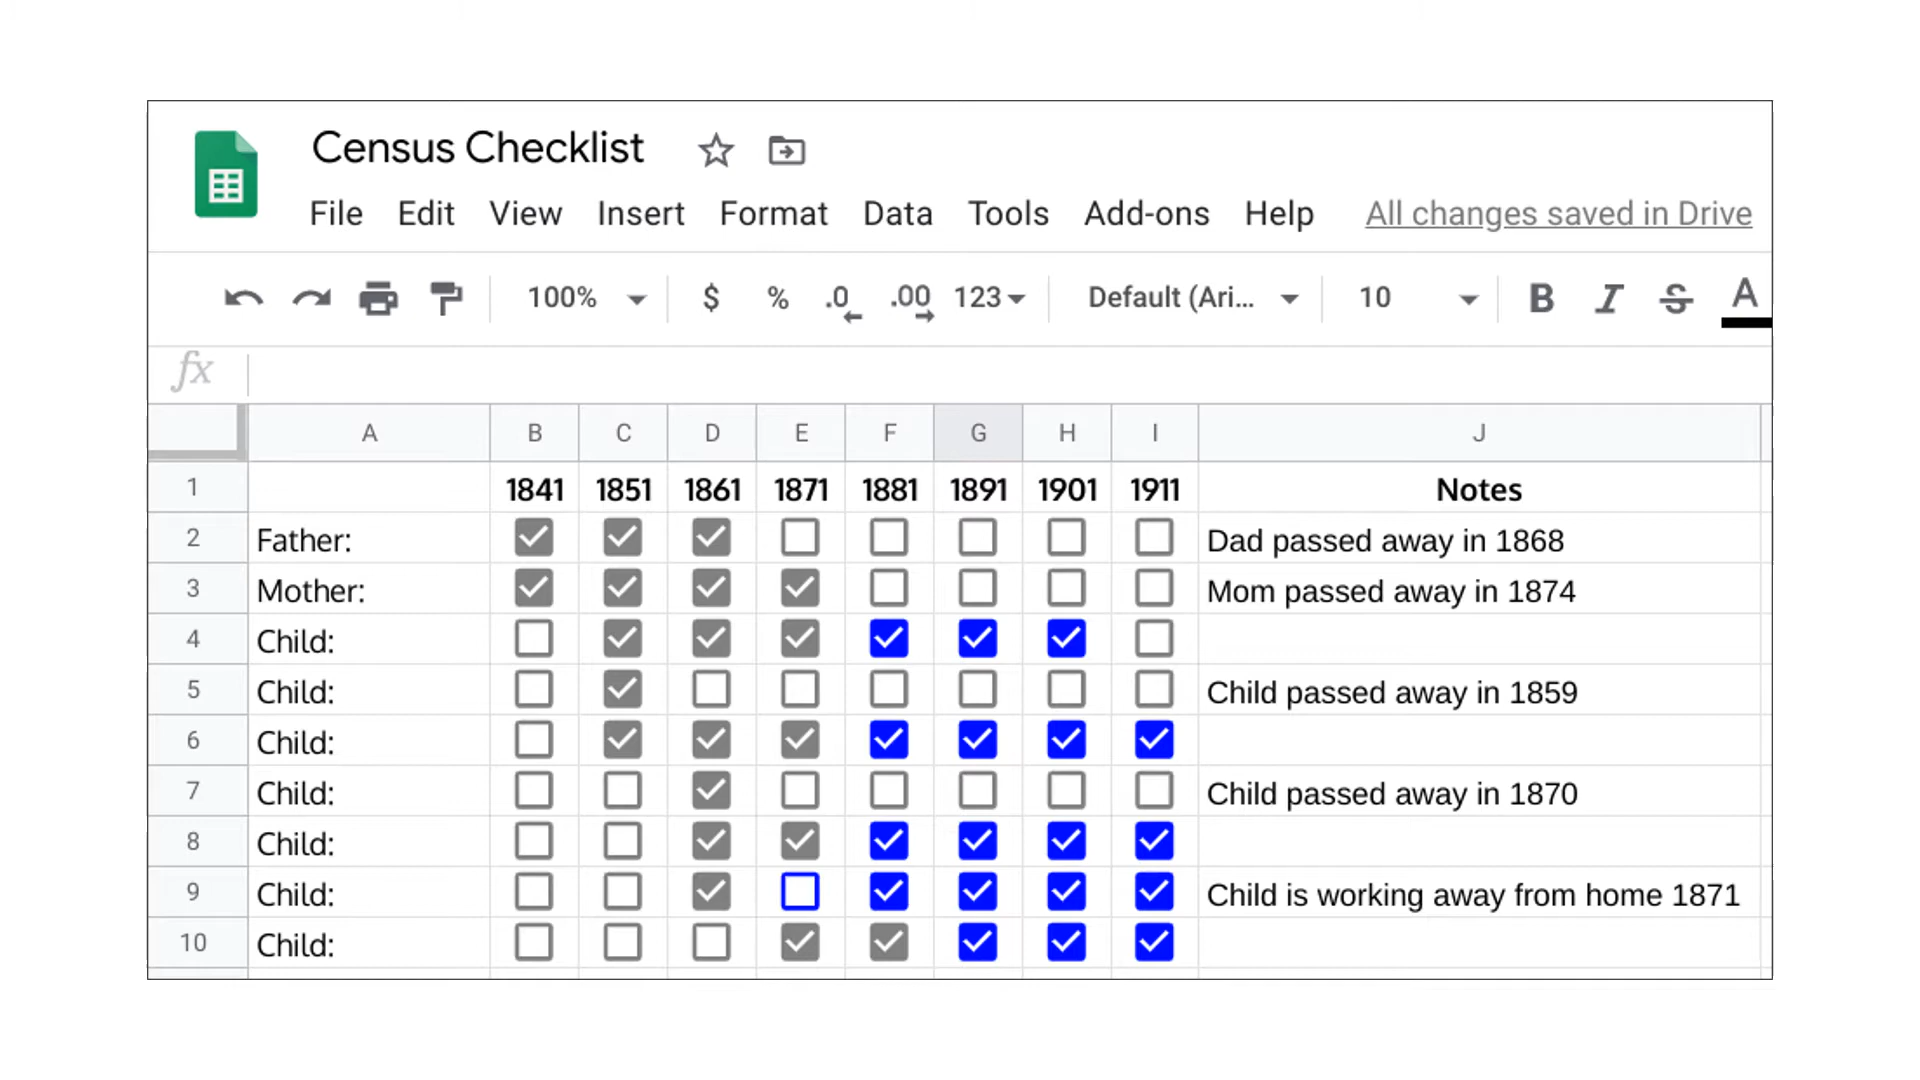 Census Checklist
File Edit View Insert Format Data Tools Add-ons Help All changes saved in Drive
100% $ % .0 .00 123 Default (Ari... 10 B I S A
fx
A B C D E F G H I J
1 1841 1851 1861 1871 1881 1891 1901 1911 Notes
2 Father: Dad passed away in 1868
3 Mother: Mom passed away in 1874
4 Child:
5 Child: Child passed away in 1859
6 Child:
7 Child: Child passed away in 1870
8 Child:
9 Child: Child is working away from home 1871
10 Child: